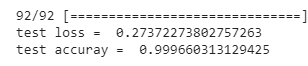 92/92 [==============================]
test loss =  0.27372273802757263
test accuray =  0.999660313129425